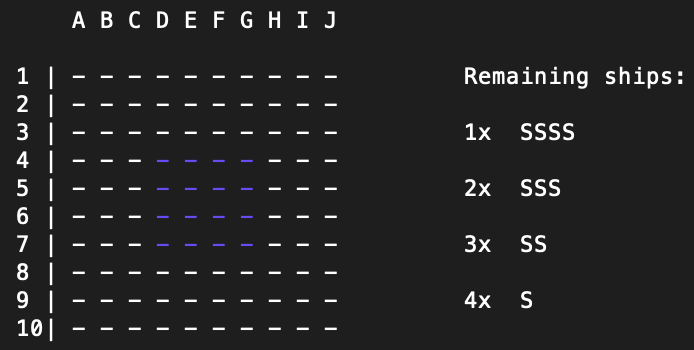 A B C D E F G H I J
1 | - - - - - - - - - - Remaining ships:
2 | - - - - - - - - - -
3 | - - - - - - - - - - 1x SSSS
4 | - - - - - - - - - -
5 | - - - - - - - - - - 2x SSS
6 | - - - - - - - - - -
7 | - - - - - - - - - - 3x SS
8 | - - - - - - - - - -
9 | - - - - - - - - - - 4x S
10| - - - - - - - - - -